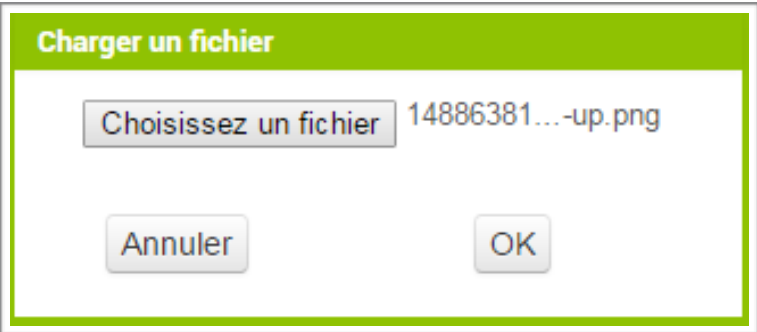 Charger un fichier
Choisissez un fichier 14886381...-up.png
Annuler OK